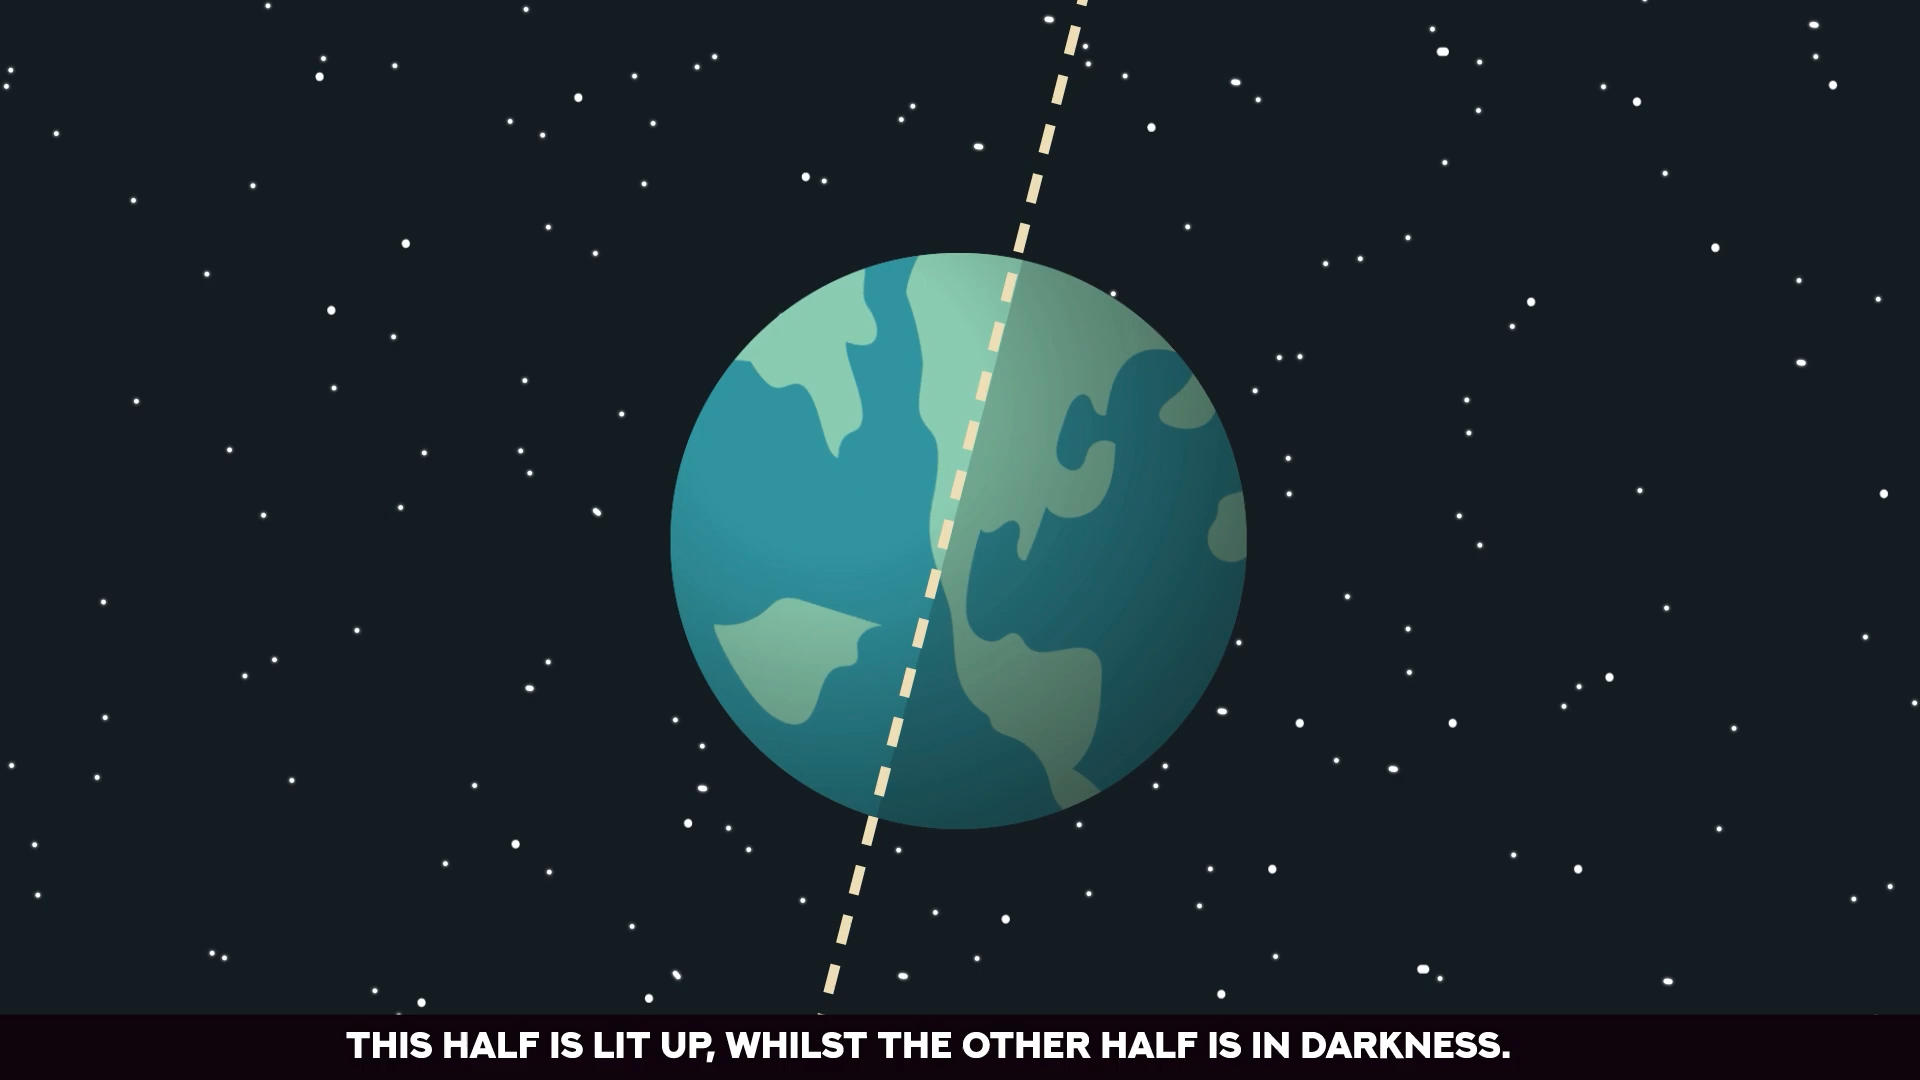 THIS HALF IS LIT UP, WHILST THE OTHER HALF IS IN DARKNESS.